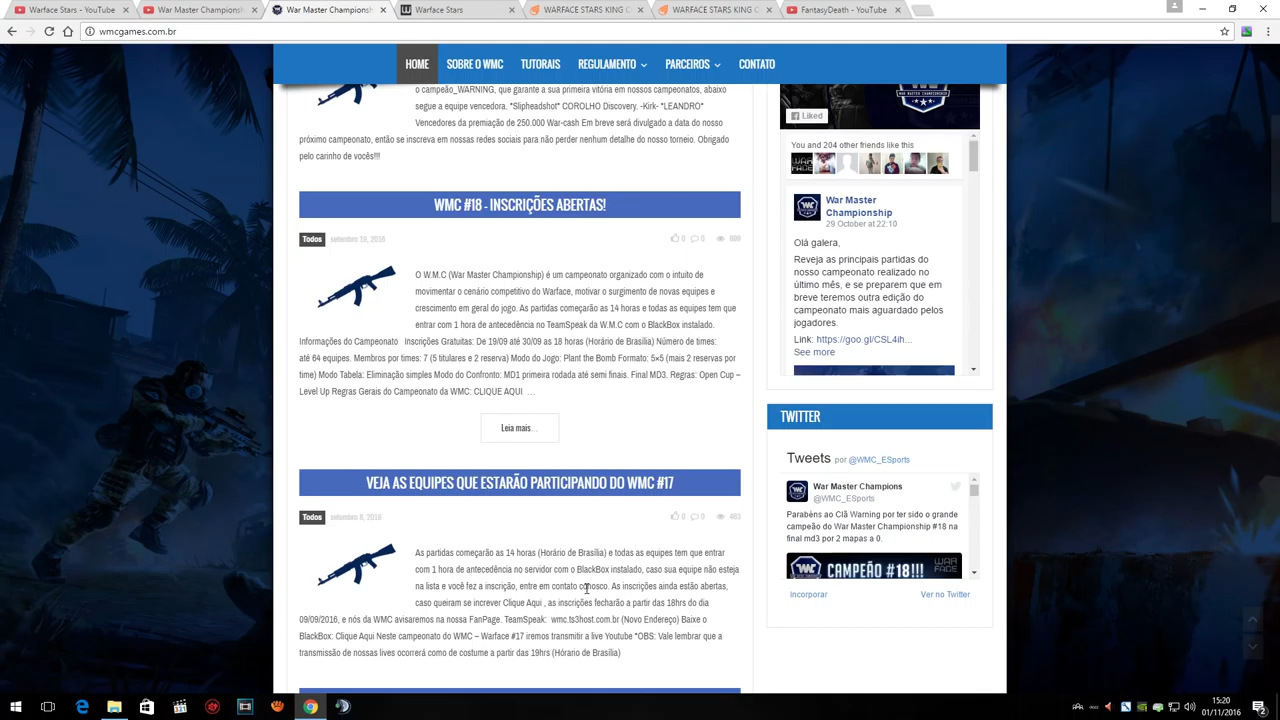 Warface Stars - YouTube
War Master Championsh
War Master Championsh
Warface Stars
WARFACE STARS KING O
WARFACE STARS KING O
FantasyDeath - YouTube
wmcgames.com.br
HOME SOBRE O WMC TUTORAIS REGULAMENTO PARCEIROS CONTATO
o campeão_WARNING, que garante a sua primeira vitória em nossos campeonatos, abaixo
segue a equipe vencedora. *Slipheadshot* COROLHO Discovery. -Kirk- *LEANDRO*
Vencedores da premiação de 250.000 War-cash Em breve será divulgado a data do nosso
próximo campeonato, então se inscreva em nossas redes sociais para não perder nenhum detalhe do nosso torneio. Obrigado
pelo carinho de vocês!!!
WMC #18 - INSCRIÇÕES ABERTAS!
Todos setembro 19, 2016 0 0
O W.M.C (War Master Championship) é um campeonato organizado com o intuito de
movimentar o cenário competitivo do Warface, motivar o surgimento de novas equipes e
crescimento em geral do jogo. As partidas começarão as 14 horas e todas as equipes tem que
entrar com 1 hora de antecedência no TeamSpeak da W.M.C com o BlackBox instalado.
Informações do Campeonato Inscrições Gratuitas: De 19/09 até 30/09 as 18 horas (Horário de Brasília) Número de times:
até 64 equipes. Membros por times: 7 (5 titulares e 2 reserva) Modo do Jogo: Plant the Bomb Formato: 5×5 (mais 2 reservas por
time) Modo Tabela: Eliminação simples Modo do Confronto: MD1 primeira rodada até semi finais. Final MD3. Regras: Open Cup –
Level Up Regras Gerais do Campeonato da WMC: CLIQUE AQUI …
Leia mais...
VEJA AS EQUIPES QUE ESTARÃO PARTICIPANDO DO WMC #17
Todos setembro 8, 2016 0 0 463
As partidas começarão as 14 horas (Horário de Brasília) e todas as equipes tem que entrar
com 1 hora de antecedência no servidor com o BlackBox instalado, caso sua equipe não esteja
na lista e você fez a inscrição, entre em contato conosco. As inscrições ainda estão abertas,
caso queiram se increver Clique Aqui , as inscrições fecharão a partir das 18hrs do dia
09/09/2016, e nós da WMC avisaremos na nossa FanPage. TeamSpeak: wmc.ts3host.com.br (Novo Endereço) Baixe o
BlackBox: Clique Aqui Neste campeonato do WMC – Warface #17 iremos transmitir a live Youtube *OBS: Vale lembrar que a
transmissão de nossas lives ocorrerá como de costume a partir das 19hrs (Hórario de Brasília)
Liked
You and 204 other friends like this
War Master
Championship
29 October at 22:10
Olá galera,
Reveja as principais partidas do
nosso campeonato realizado no
último mês, e se preparem que em
breve teremos outra edição do
campeonato mais aguardado pelos
jogadores.
Link: https://goo.gl/CSL4ih...
See more
TWITTER
Tweets por @WMC_ESports
War Master Champions
@WMC_ESports
Parabéns ao Clã Warning por ter sido o grande
campeão do War Master Championship #18 na
final md3 por 2 mapas a 0.
CAMPEÃO #18!!!
WAR
FACE
Incorporar Ver no Twitter
15:20
01/11/2016